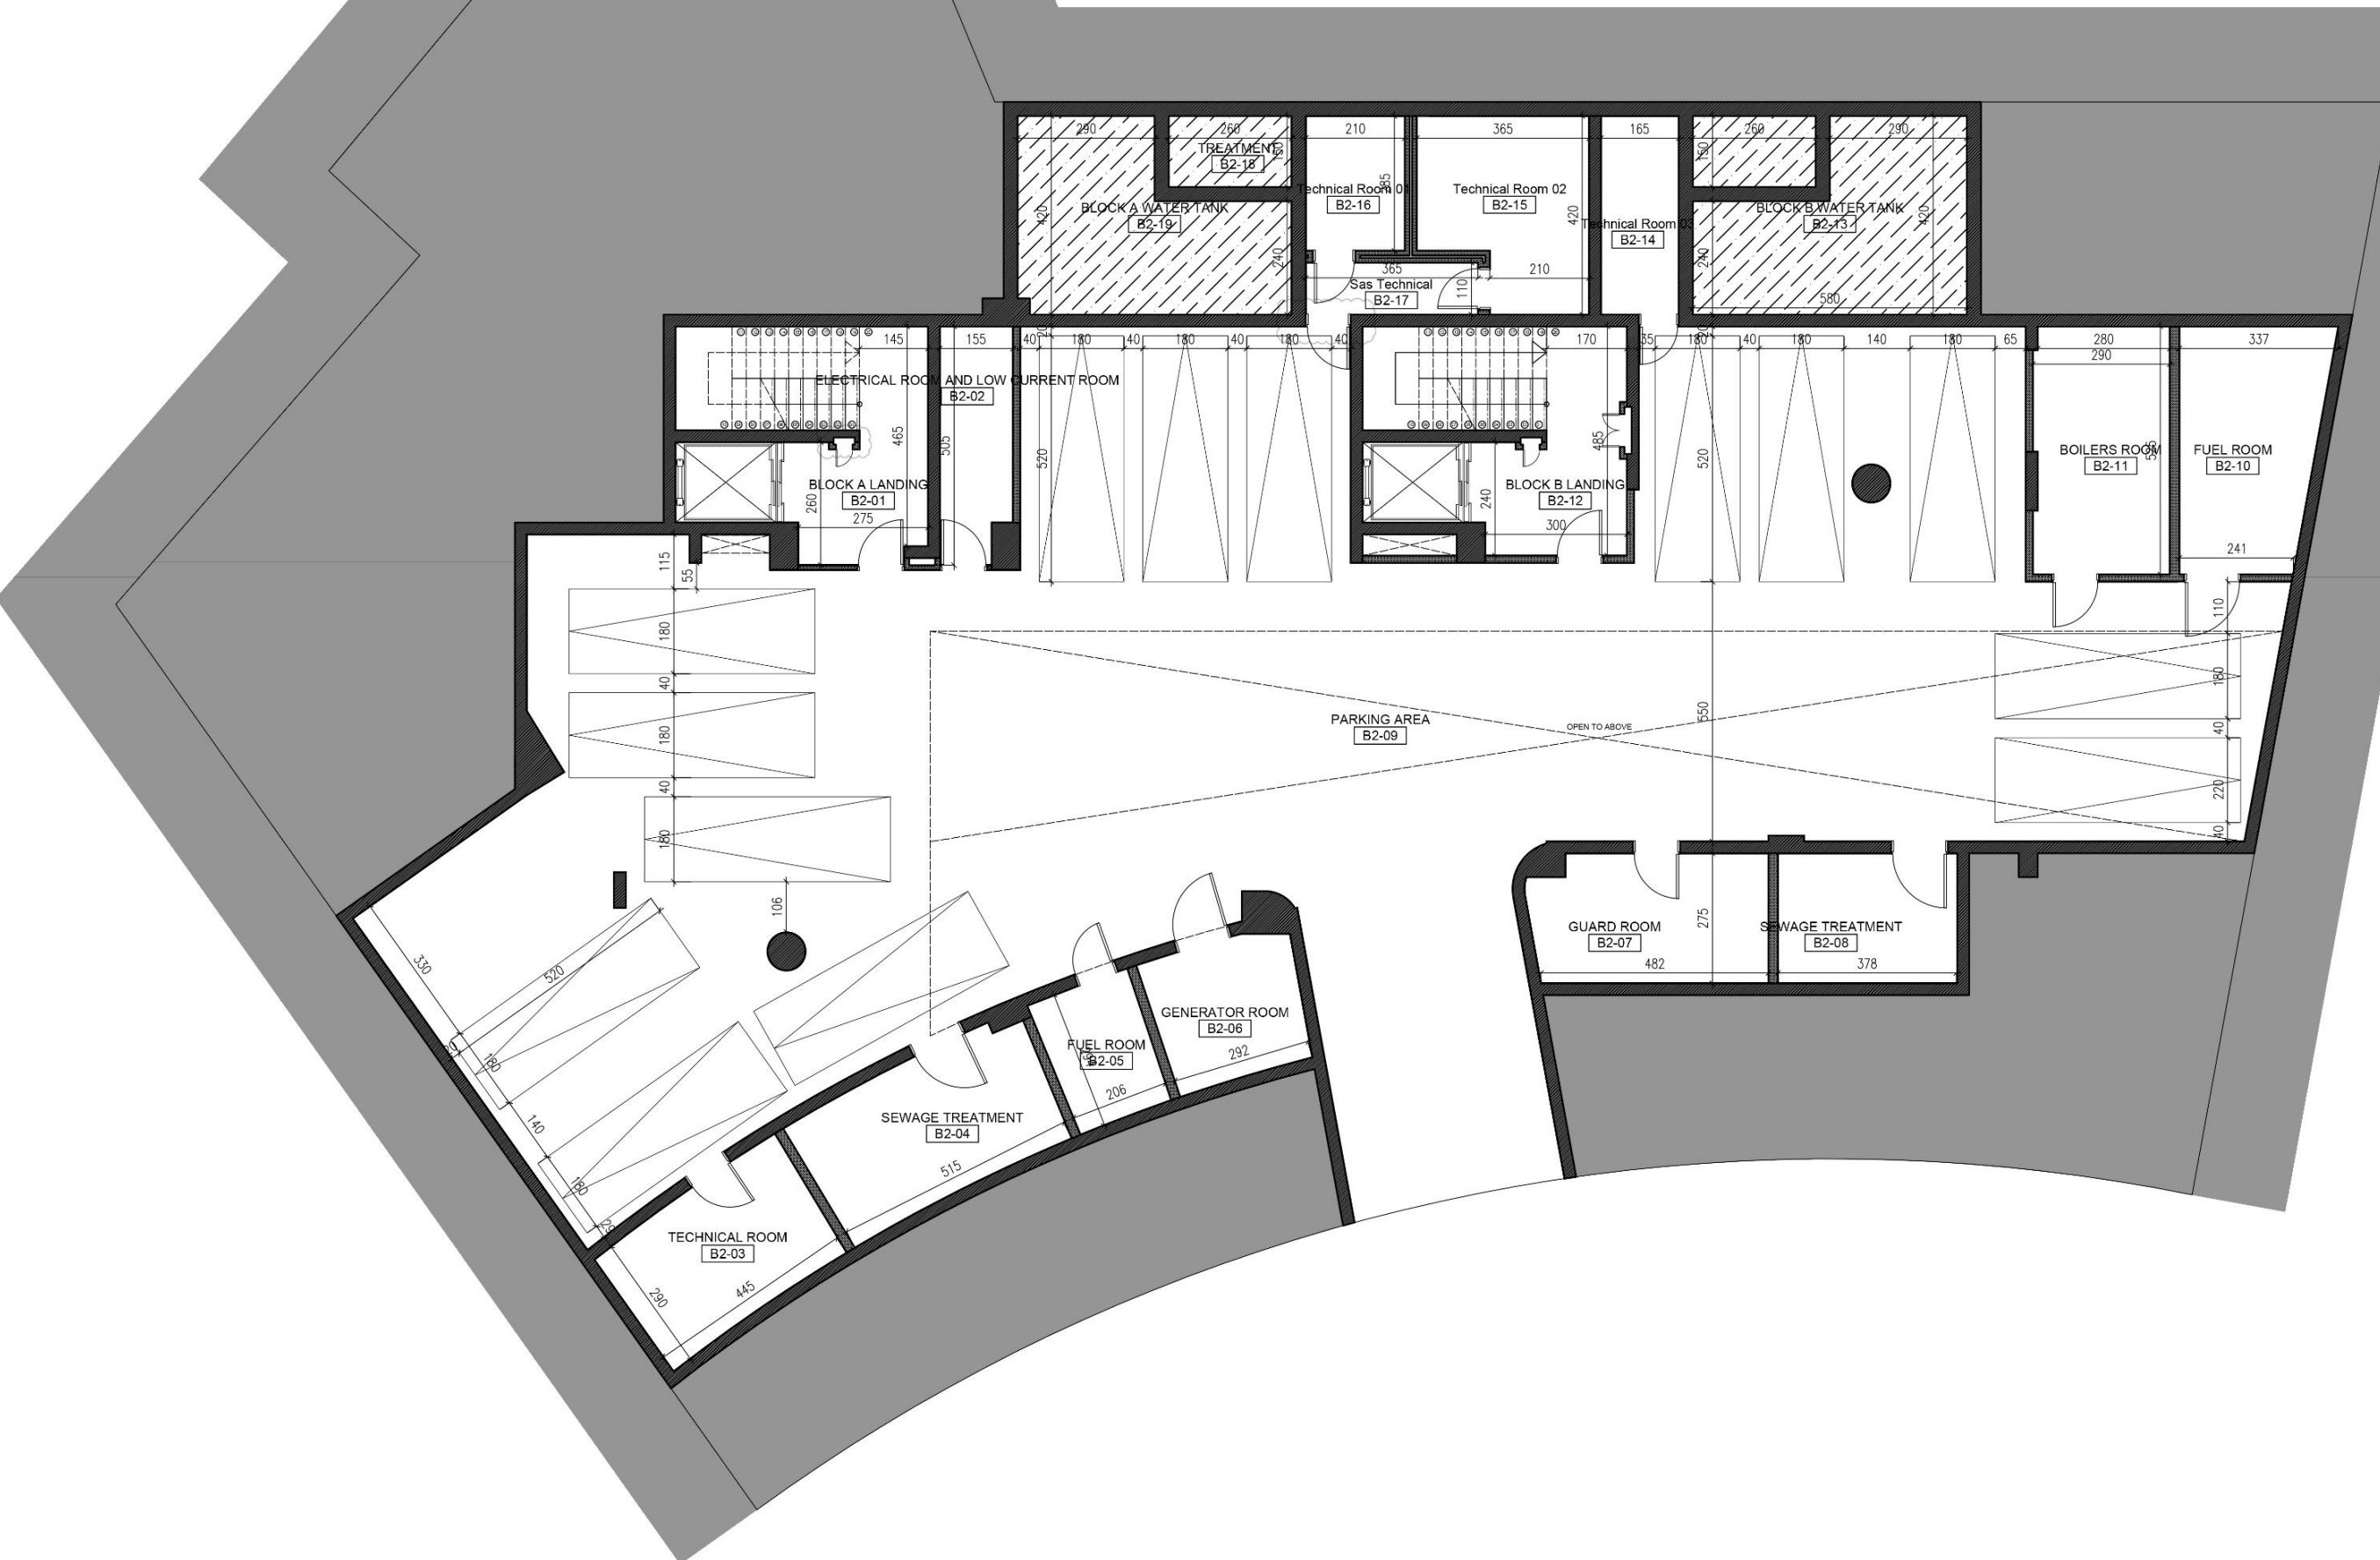 290
260
210
365
165
260
290
TREATMENT
B2-18
150
150
Technical Room 01
B2-16
385
Technical Room 02
B2-15
420
BLOCK A WATER TANK
B2-19
420
240
Technical Room 03
B2-14
BLOCK B WATER TANK
B2-13
420
240
580
365
210
Sas Technical
B2-17
110
20
20
145
155
40
180
40
180
40
180
40
170
35
180
40
180
140
180
65
280
337
290
ELECTRICAL ROOM AND LOW CURRENT ROOM
B2-02
465
505
520
485
520
BLOCK A LANDING
B2-01
260
275
BLOCK B LANDING
B2-12
240
300
BOILERS ROOM
B2-11
FUEL ROOM
B2-10
241
115
55
180
40
180
40
180
106
110
180
40
220
40
PARKING AREA
B2-09
OPEN TO ABOVE
550
GUARD ROOM
B2-07
275
SEWAGE TREATMENT
B2-08
482
378
330
520
180
140
180
GENERATOR ROOM
B2-06
292
FUEL ROOM
B2-05
206
SEWAGE TREATMENT
B2-04
515
TECHNICAL ROOM
B2-03
290
445